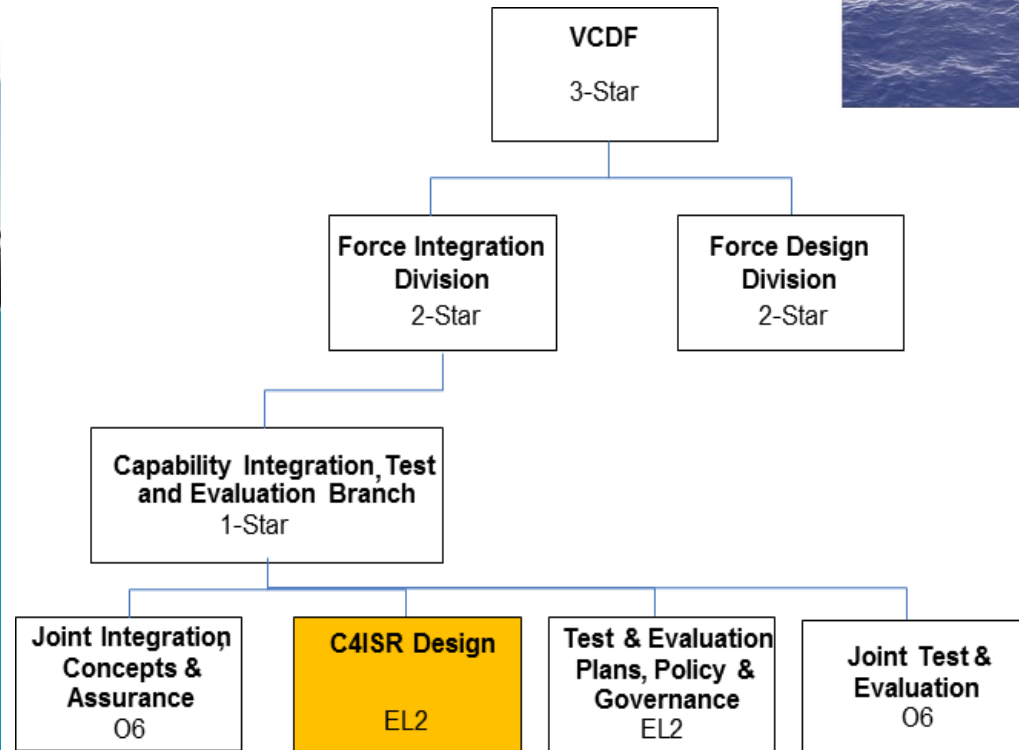 VCDF
3-Star
Force Integration
Division
2-Star
Force Design
Division
2-Star
Capability Integration, Test
and Evaluation Branch
1-Star
Joint Integration,
Concepts &
Assurance
O6
C4ISR Design
EL2
Test & Evaluation
Plans, Policy &
Governance
EL2
Joint Test &
Evaluation
O6